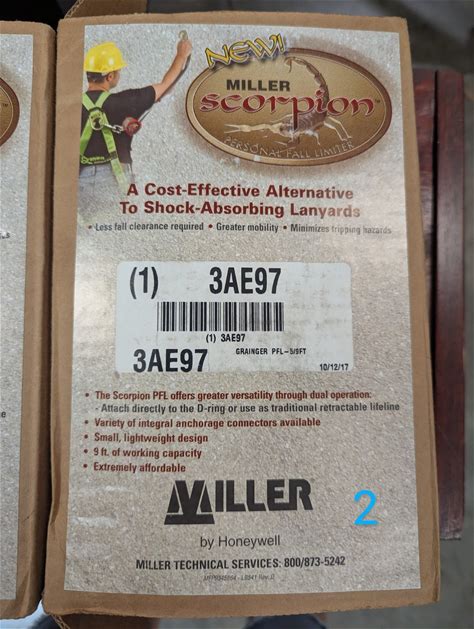 NEW!
MILLER
scorpion™
PERSONAL FALL LIMITER
A Cost-Effective Alternative
To Shock-Absorbing Lanyards
• Less fall clearance required • Greater mobility • Minimizes tripping hazards
(1) 3AE97
(1) 3AE97
3AE97 GRAINGER PFL-5/9FT 10/12/17
• The Scorpion PFL offers greater versatility through dual operation:
- Attach directly to the D-ring or use as traditional retractable lifeline
• Variety of integral anchorage connectors available
• Small, lightweight design
• 9 ft. of working capacity
• Extremely affordable
MILLER
2
by Honeywell
MILLER TECHNICAL SERVICES: 800/873-5242